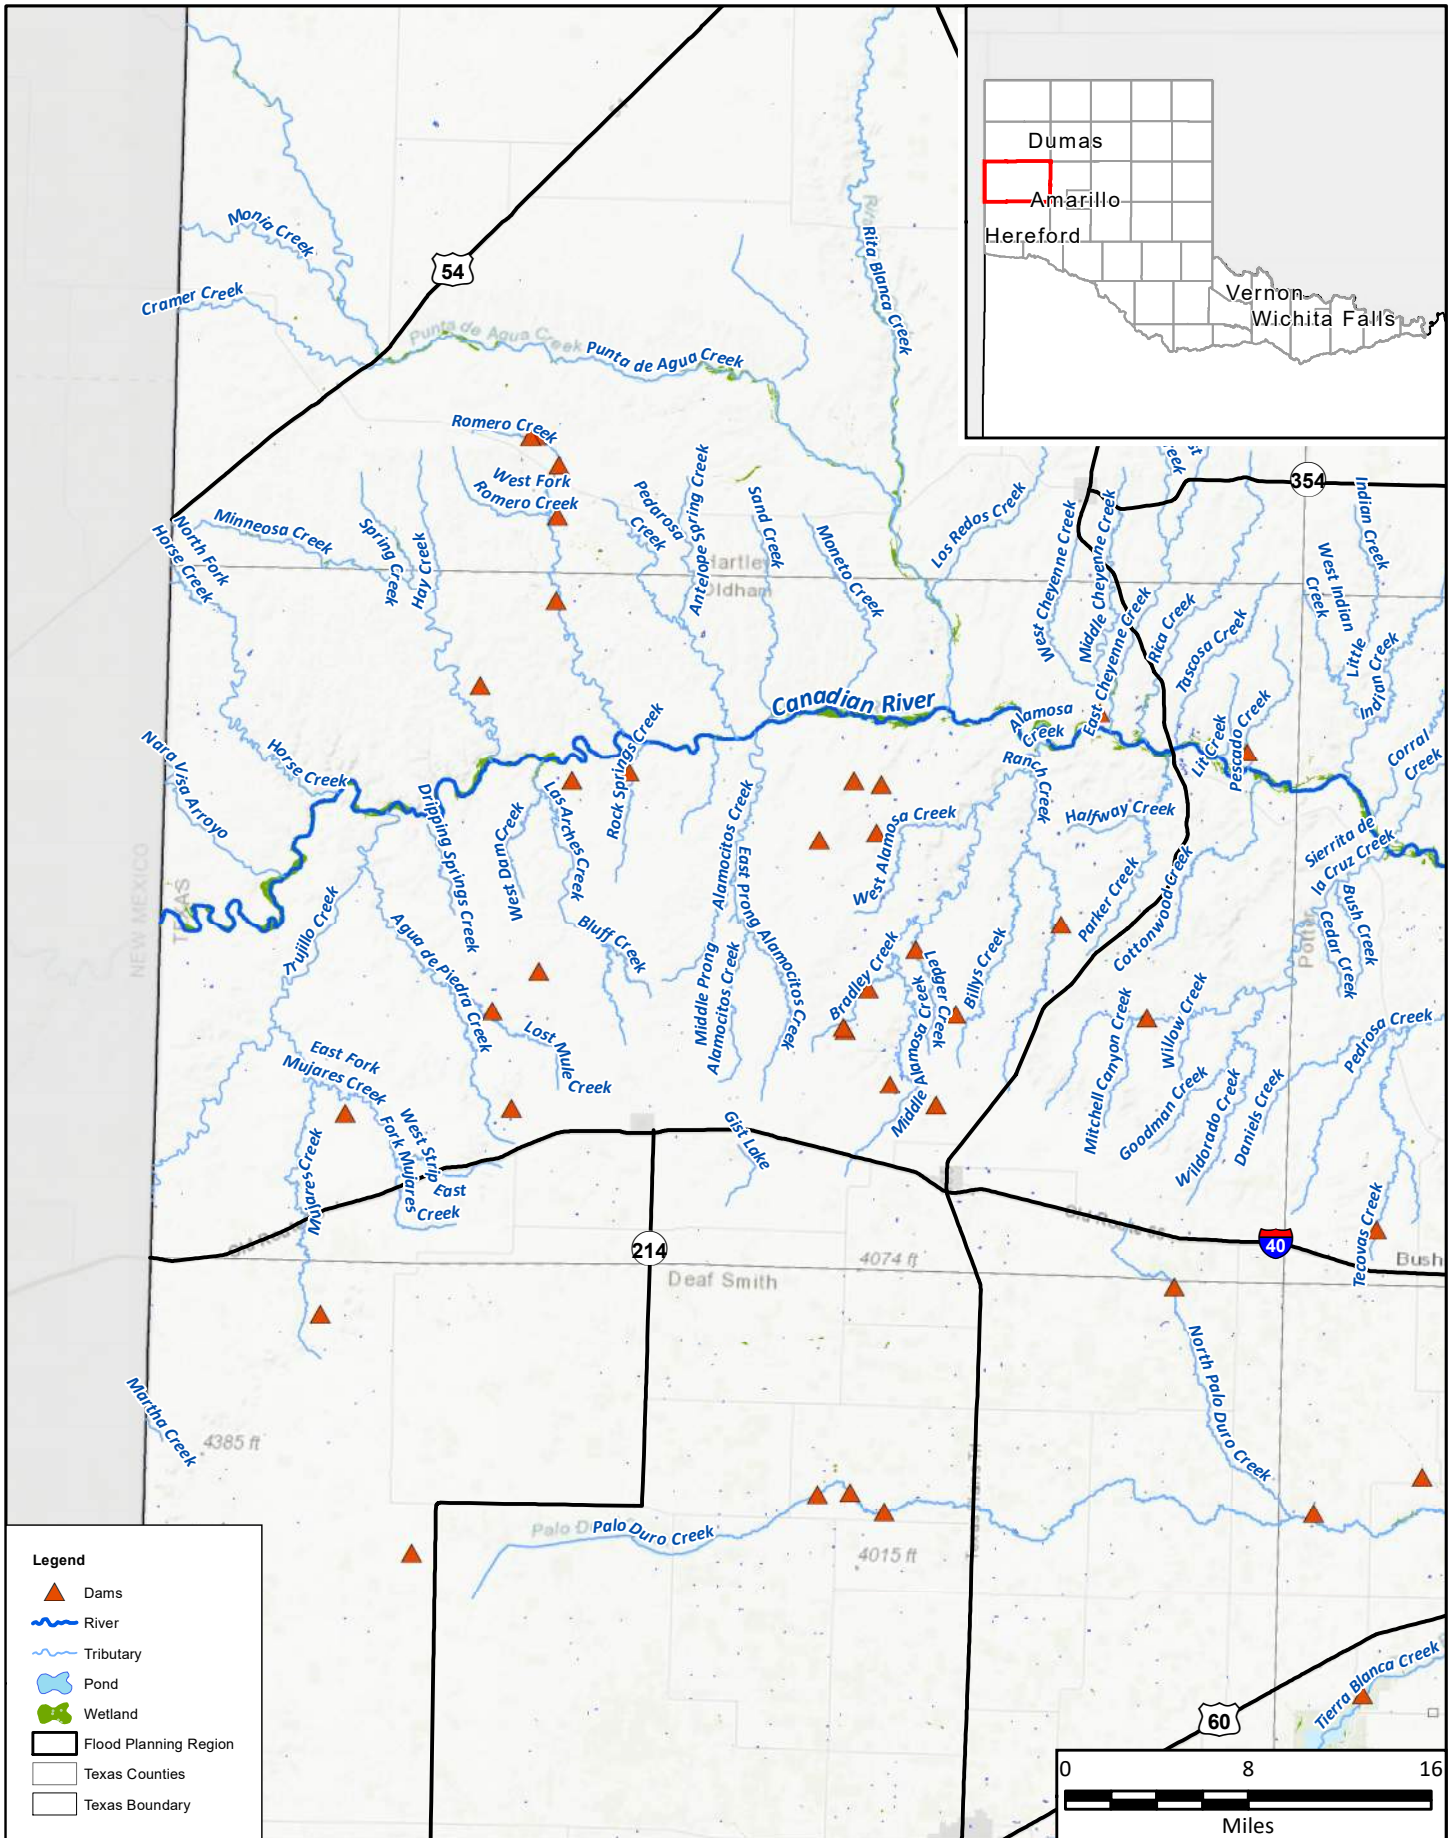 Dumas
Amarillo
Hereford
Vernon
Wichita Falls
Monia Creek
Cramer Creek
54
Punta de Agua Creek
Punta de Agua Creek
Rita Blanca Creek
Romero Creek
West Fork
Romero Creek
354
Indian Creek
West Indian
Creek
Little
Indian Creek
North Fork
Horse Creek
Minneosa Creek
Spring Creek
Hay Creek
Pedarosa
Creek
Antelope Spring Creek
Sand Creek
Moneto Creek
Los Redos Creek
West Cheyenne Creek
Middle Cheyenne Creek
East Cheyenne Creek
Rica Creek
Tascosa Creek
Hartley
Oldham
Canadian River
Alamosa
Creek
Lit Creek
Pescado Creek
Corral
Creek
Nara Visa Arroyo
Horse Creek
Dripping Springs Creek
West Dawn Creek
Las Arches Creek
Rock Springs Creek
Alamocitos Creek
East Prong Alamocitos Creek
Middle Prong
Alamocitos Creek
West Alamosa Creek
Ranch Creek
Halfway Creek
Parker Creek
Cottonwood Creek
Sierrita de
la Cruz Creek
Bush Creek
Cedar Creek
Potter
NEW MEXICO
TEXAS
Trujillo Creek
Agua de Piedra Creek
Bluff Creek
Lost Mule
Creek
Bradley Creek
Ledger Creek
Middle Alamosa Creek
Billys Creek
Mitchell Canyon Creek
Willow Creek
Goodman Creek
Wildorado Creek
Daniels Creek
Pedrosa Creek
East Fork
Mujares Creek
Mujares Creek
West Strip
East
Fork Mujares
Creek
Gist Lake
Tecovas Creek
Bush
40
214
4074 ft
Deaf Smith
North Palo Duro Creek
Martha Creek
4385 ft
Palo Duro Creek
4015 ft
60
Tierra Blanca Creek
Legend
Dams
River
Tributary
Pond
Wetland
Flood Planning Region
Texas Counties
Texas Boundary
0 8 16
Miles